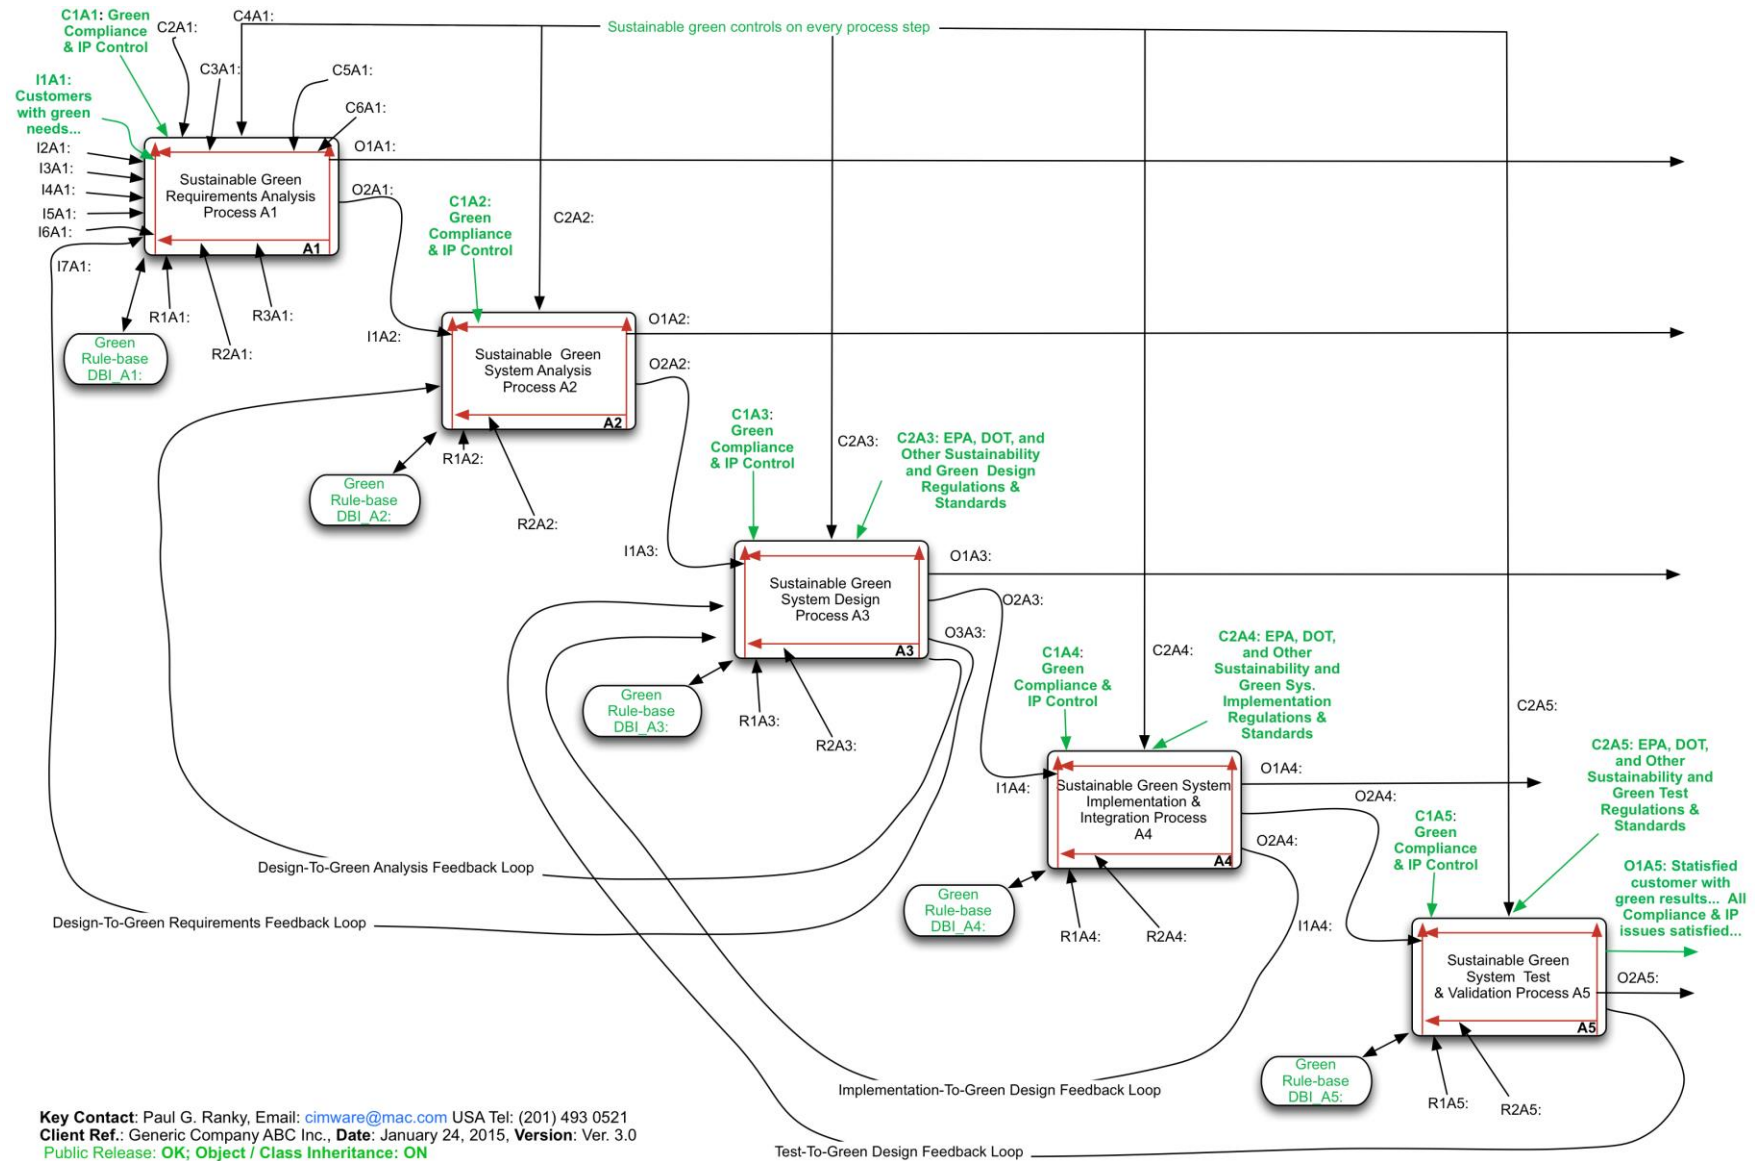 C1A1: Green
Compliance
& IP Control
C2A1:
C4A1:
Sustainable green controls on every process step
C3A1:
C5A1:
C6A1:
I1A1:
Customers
with green
needs...
I2A1:
I3A1:
I4A1:
I5A1:
I6A1:
I7A1:
Sustainable Green
Requirements Analysis
Process A1
A1
O1A1:
O2A1:
R1A1:
R2A1:
R3A1:
Green
Rule-base
DBI_A1:
C1A2:
Green
Compliance
& IP Control
C2A2:
I1A2:
Sustainable Green
System Analysis
Process A2
A2
O1A2:
O2A2:
R1A2:
R2A2:
Green
Rule-base
DBI_A2:
C1A3:
Green
Compliance
& IP Control
C2A3:
C2A3: EPA, DOT, and
Other Sustainability
and Green Design
Regulations &
Standards
I1A3:
Sustainable Green
System Design
Process A3
A3
O1A3:
O2A3:
O3A3:
R1A3:
R2A3:
Green
Rule-base
DBI_A3:
C1A4:
Green
Compliance &
IP Control
C2A4:
C2A4: EPA, DOT,
and Other
Sustainability and
Green Sys.
Implementation
Regulations &
Standards
I1A4:
Sustainable Green System
Implementation &
Integration Process
A4
A4
O1A4:
O2A4:
O2A4:
I1A4:
R1A4:
R2A4:
Green
Rule-base
DBI_A4:
C1A5:
Green
Compliance
& IP Control
C2A5:
C2A5: EPA, DOT,
and Other
Sustainability and
Green Test
Regulations &
Standards
O1A5: Statisfied
customer with
green results... All
Compliance & IP
issues satisfied...
Sustainable Green
System Test
& Validation Process A5
A5
O2A5:
R1A5:
R2A5:
Green
Rule-base
DBI_A5:
Design-To-Green Analysis Feedback Loop
Design-To-Green Requirements Feedback Loop
Implementation-To-Green Design Feedback Loop
Test-To-Green Design Feedback Loop
Key Contact: Paul G. Ranky, Email: cimware@mac.com USA Tel: (201) 493 0521
Client Ref.: Generic Company ABC Inc., Date: January 24, 2015, Version: Ver. 3.0
Public Release: OK; Object / Class Inheritance: ON